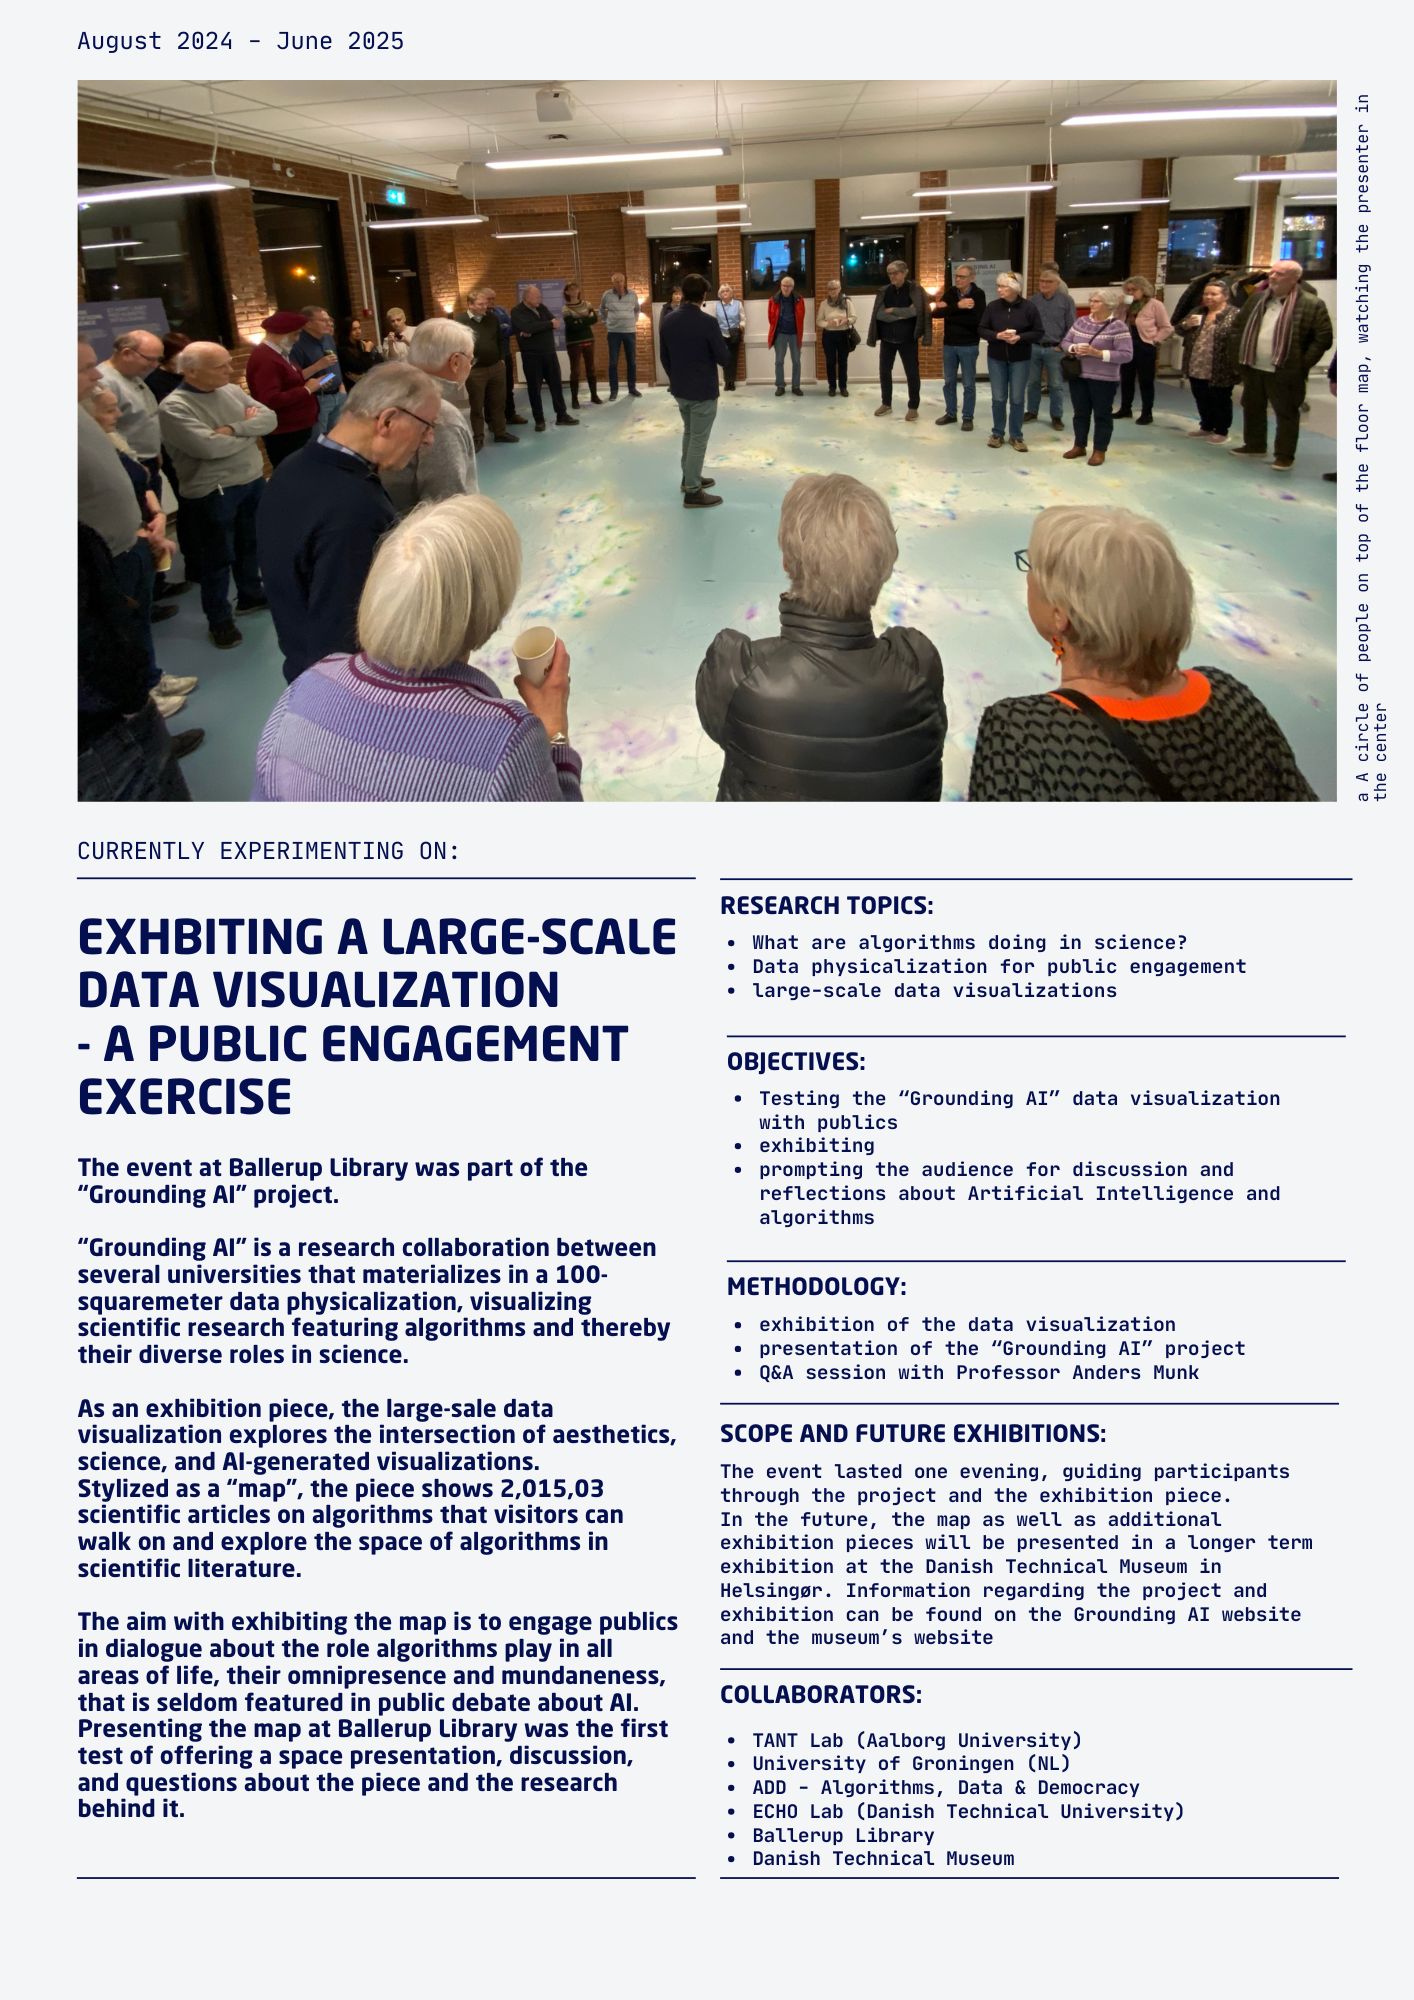 August 2024 – June 2025
a A circle of people on top of the floor map, watching the presenter in
the center
CURRENTLY EXPERIMENTING ON:
EXHBITING A LARGE-SCALE
DATA VISUALIZATION
- A PUBLIC ENGAGEMENT
EXERCISE
The event at Ballerup Library was part of the
“Grounding AI” project.
“Grounding AI” is a research collaboration between
several universities that materializes in a 100-
squaremeter data physicalization, visualizing
scientific research featuring algorithms and thereby
their diverse roles in science.
As an exhibition piece, the large-sale data
visualization explores the intersection of aesthetics,
science, and AI-generated visualizations.
Stylized as a “map”, the piece shows 2,015,03
scientific articles on algorithms that visitors can
walk on and explore the space of algorithms in
scientific literature.
The aim with exhibiting the map is to engage publics
in dialogue about the role algorithms play in all
areas of life, their omnipresence and mundaneness,
that is seldom featured in public debate about AI.
Presenting the map at Ballerup Library was the first
test of offering a space presentation, discussion,
and questions about the piece and the research
behind it.
RESEARCH TOPICS:
• What are algorithms doing in science?
• Data physicalization for public engagement
• large-scale data visualizations
OBJECTIVES:
• Testing the “Grounding AI” data visualization
with publics
• exhibiting
• prompting the audience for discussion and
reflections about Artificial Intelligence and
algorithms
METHODOLOGY:
• exhibition of the data visualization
• presentation of the “Grounding AI” project
• Q&A session with Professor Anders Munk
SCOPE AND FUTURE EXHIBITIONS:
The event lasted one evening, guiding participants
through the project and the exhibition piece.
In the future, the map as well as additional
exhibition pieces will be presented in a longer term
exhibition at the Danish Technical Museum in
Helsingør. Information regarding the project and
exhibition can be found on the Grounding AI website
and the museum’s website
COLLABORATORS:
• TANT Lab (Aalborg University)
• University of Groningen (NL)
• ADD – Algorithms, Data & Democracy
• ECHO Lab (Danish Technical University)
• Ballerup Library
• Danish Technical Museum